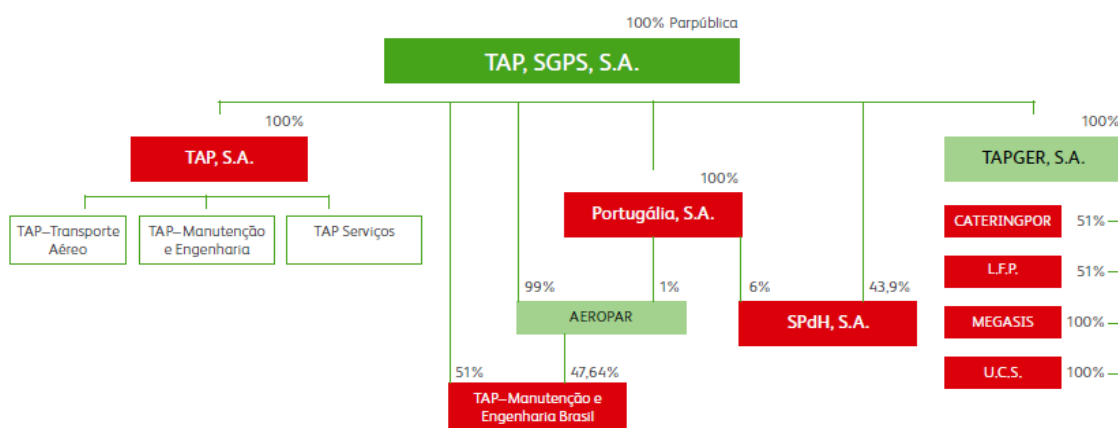 100% Parpública
TAP, SGPS, S.A.
100%
TAP, S.A.
100%
TAPGER, S.A.
100%
Portugália, S.A.
TAP–Transporte
Aéreo
TAP–Manutenção
e Engenharia
TAP Serviços
CATERINGPOR 51%
L.F.P. 51%
99%
1%
6%
43,9%
AEROPAR
SPdH, S.A.
MEGASIS 100%
51%
47,64%
U.C.S. 100%
TAP–Manutenção e
Engenharia Brasil